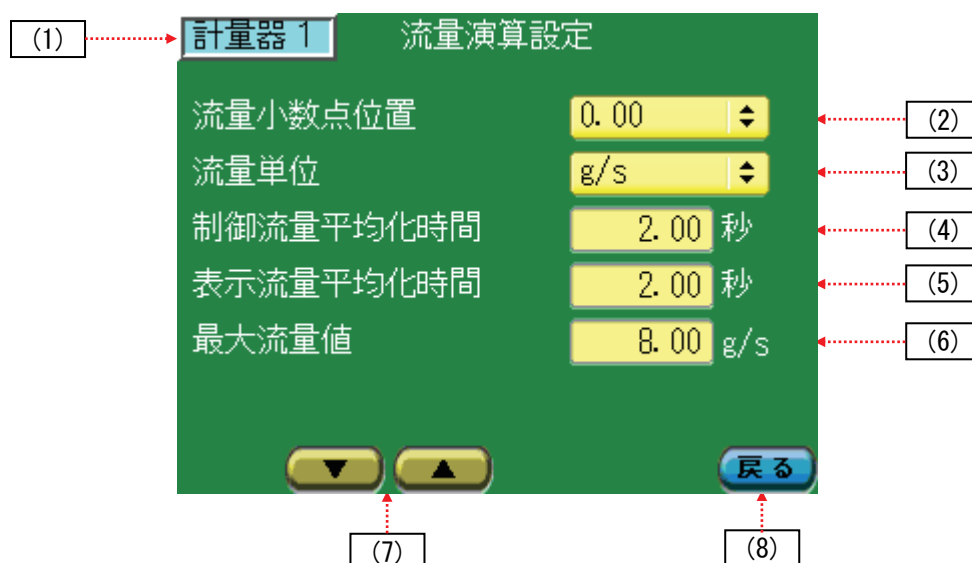 (1)
計量器1 流量演算設定
流量小数点位置 0.00 (2)
流量単位 g/s (3)
制御流量平均化時間 2.00 秒 (4)
表示流量平均化時間 2.00 秒 (5)
最大流量値 8.00 g/s (6)
▼ ▲ 戻る
(7) (8)